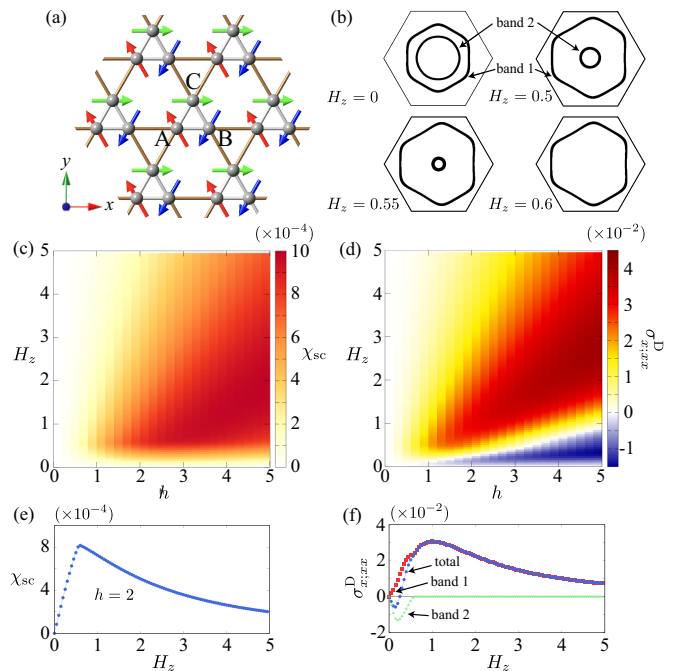 (a)
C
A
B
y
x
(b)
band 2
band 1
H_z = 0
H_z = 0.5
H_z = 0.55
H_z = 0.6
(c)
(×10⁻⁴)
5
4
3
2
1
0
H_z
0 1 2 3 4 5
h
10
8
6
4
2
0
χ_sc
(d)
(×10⁻²)
5
4
3
2
1
0
H_z
0 1 2 3 4 5
h
4
3
2
1
0
-1
σ^D_{x;xx}
(e)
(×10⁻⁴)
8
4
0
χ_sc
h = 2
0 1 2 3 4 5
H_z
(f)
(×10⁻²)
4
2
0
-2
σ^D_{x;xx}
total
band 1
band 2
0 1 2 3 4 5
H_z